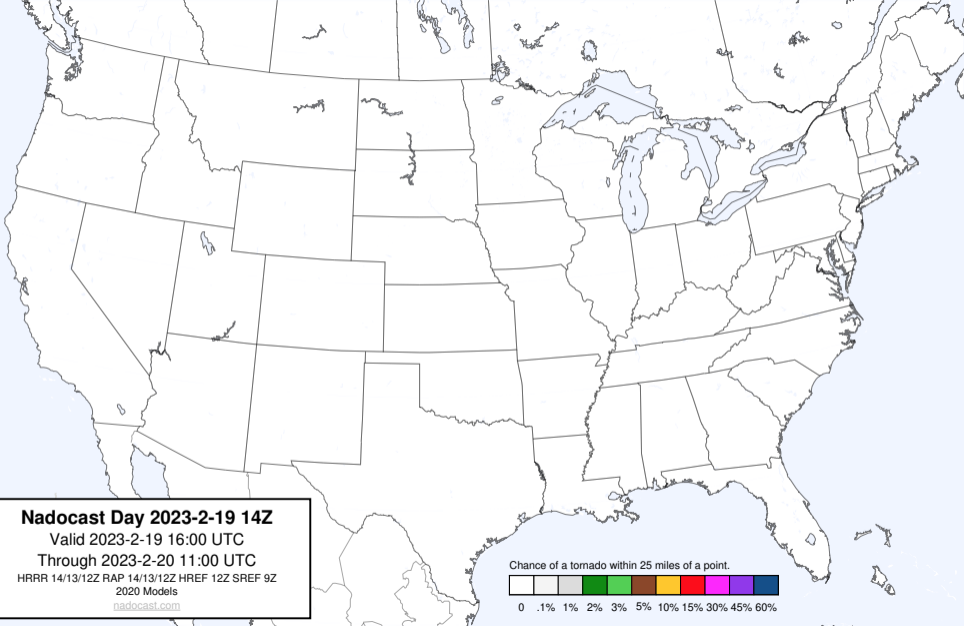 Nadocast Day 2023-2-19 14Z
Valid 2023-2-19 16:00 UTC
Through 2023-2-20 11:00 UTC
HRRR 14/13/12Z RAP 14/13/12Z HREF 12Z SREF 9Z
2020 Models
nadocast.com
Chance of a tornado within 25 miles of a point.
0 .1% 1% 2% 3% 5% 10% 15% 30% 45% 60%